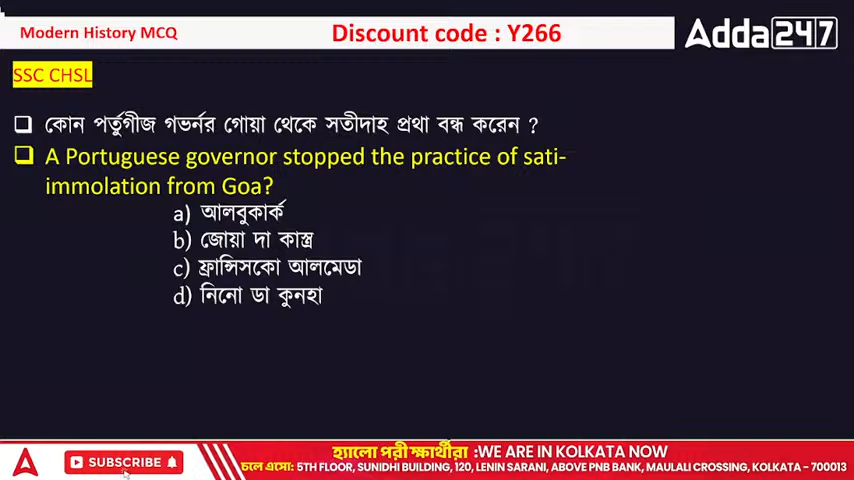 Modern History MCQ
Discount code : Y266
Adda247
SSC CHSL
কোন পর্তুগীজ গভর্নর গোয়া থেকে সতীদাহ প্রথা বন্ধ করেন ?
A Portuguese governor stopped the practice of sati-
immolation from Goa?
a) আলবুকার্ক
b) জোয়া দা কাস্ত্র
c) ফ্রান্সিসকো আলমেডা
d) নিনো ডা কুনহা
হ্যালো পরীক্ষার্থীরা :WE ARE IN KOLKATA NOW
SUBSCRIBE
চলে এসো: 5TH FLOOR, SUNIDHI BUILDING, 120, LENIN SARANI, ABOVE PNB BANK, MAULALI CROSSING, KOLKATA - 700013